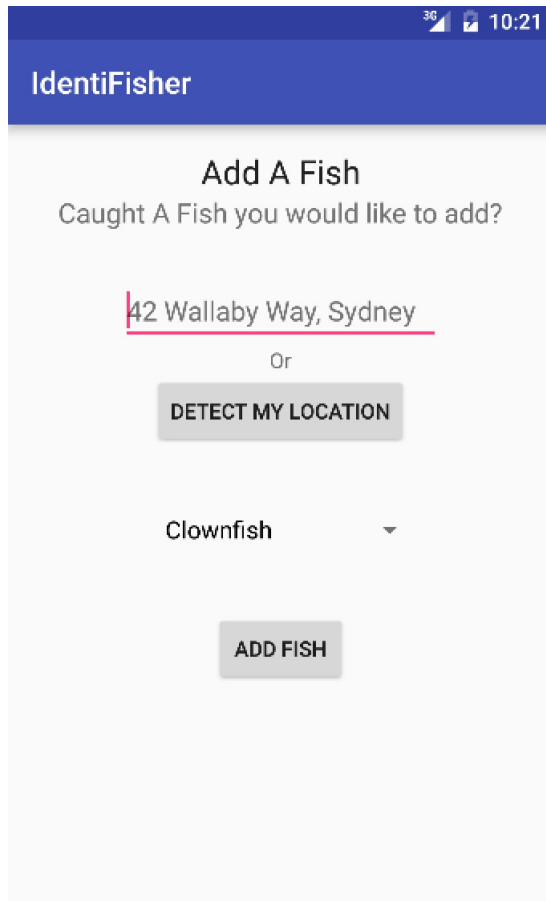 3G 10:21
IdentiFisher
Add A Fish
Caught A Fish you would like to add?
42 Wallaby Way, Sydney
Or
DETECT MY LOCATION
Clownfish
ADD FISH